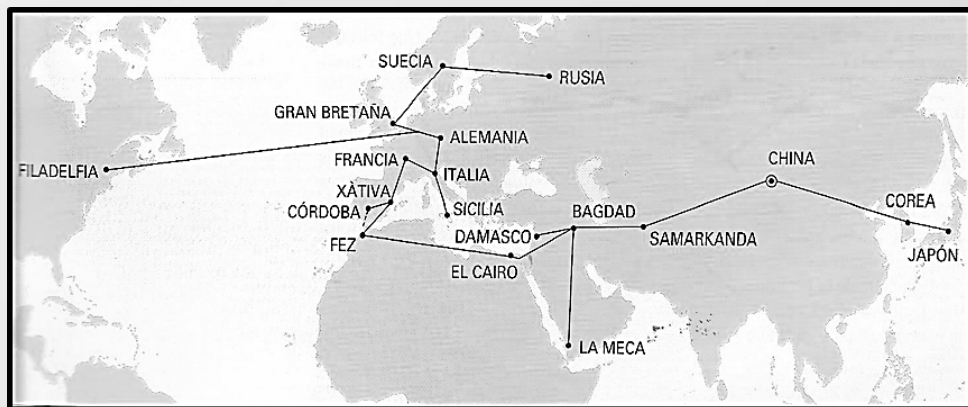 SUECIA
RUSIA
GRAN BRETAÑA
ALEMANIA
FRANCIA
CHINA
FILADELFIA
ITALIA
XÀTIVA
COREA
CÓRDOBA
SICILIA
BAGDAD
DAMASCO
SAMARKANDA
FEZ
JAPÓN
EL CAIRO
LA MECA